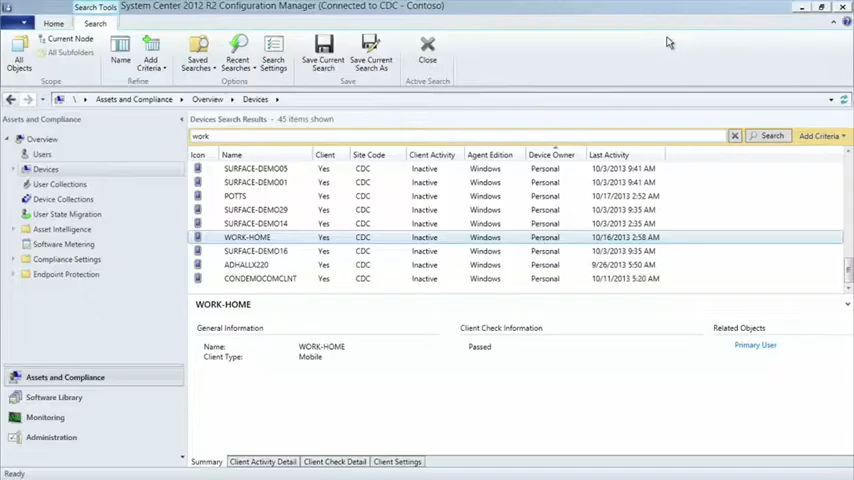 Search Tools System Center 2012 R2 Configuration Manager (Connected to CDC - Contoso)
Home Search
All Objects
Current Node
All Subfolders
Scope
Name
Add Criteria
Refine
Saved Searches
Recent Searches
Search Settings
Options
Save Current Search
Save Current Search As
Save
Close
Active Search
\ Assets and Compliance Overview Devices
Assets and Compliance
Overview
Users
Devices
User Collections
Device Collections
User State Migration
Asset Intelligence
Software Metering
Compliance Settings
Endpoint Protection
Assets and Compliance
Software Library
Monitoring
Administration
Devices Search Results - 45 items shown
work
Search Add Criteria
Icon Name Client Site Code Client Activity Agent Edition Device Owner Last Activity
SURFACE-DEMO05 Yes CDC Inactive Windows Personal 10/3/2013 9:41 AM
SURFACE-DEMO01 Yes CDC Inactive Windows Personal 10/3/2013 9:41 AM
POTTS Yes CDC Inactive Windows Personal 10/17/2013 2:52 AM
SURFACE-DEMO29 Yes CDC Inactive Windows Personal 10/3/2013 9:45 AM
SURFACE-DEMO14 Yes CDC Inactive Windows Personal 10/3/2013 2:35 AM
WORK-HOME Yes CDC Inactive Windows Personal 10/16/2013 2:58 AM
SURFACE-DEMO16 Yes CDC Inactive Windows Personal 10/3/2013 9:35 AM
ADHALLX220 Yes CDC Inactive Windows Personal 9/26/2013 5:50 AM
CONDEMOCOMCLNT Yes CDC Inactive Windows Personal 10/11/2013 5:20 AM
WORK-HOME
General Information
Name: WORK-HOME
Client Type: Mobile
Client Check Information
Passed
Related Objects
Primary User
Summary Client Activity Detail Client Check Detail Client Settings
Ready